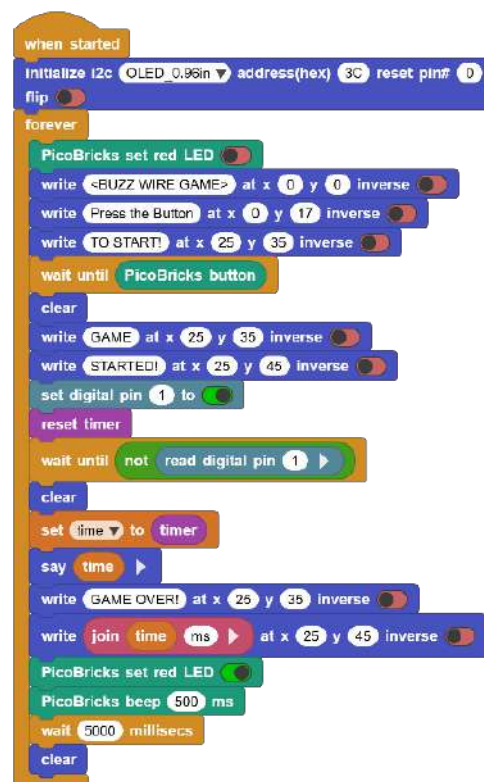 when started
initialize i2c OLED_0.96in address(hex) 3C reset pin# 0
flip
forever
PicoBricks set red LED
write <BUZZ WIRE GAME> at x 0 y 0 inverse
write Press the Button at x 0 y 17 inverse
write TO START! at x 25 y 35 inverse
wait until PicoBricks button
clear
write GAME at x 25 y 35 inverse
write STARTED! at x 25 y 45 inverse
set digital pin 1 to
reset timer
wait until not read digital pin 1
clear
set time to timer
say time
write GAME OVER! at x 25 y 35 inverse
write join time ms at x 25 y 45 inverse
PicoBricks set red LED
PicoBricks beep 500 ms
wait 5000 millisecs
clear